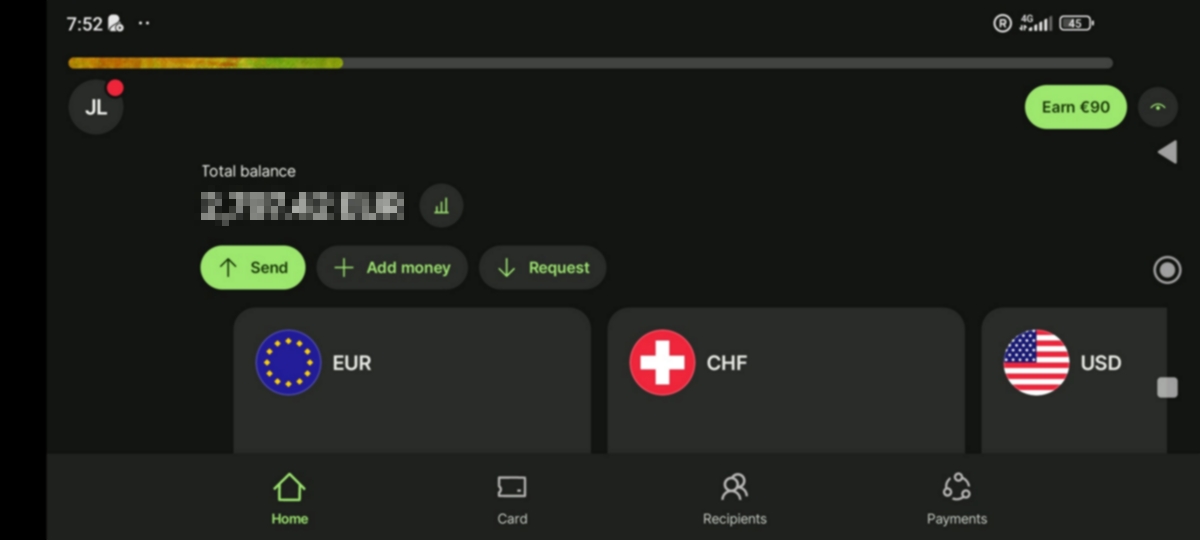 7:52
R 4G 45
JL
Earn €90
Total balance
Send
Add money
Request
EUR
CHF
USD
Home
Card
Recipients
Payments